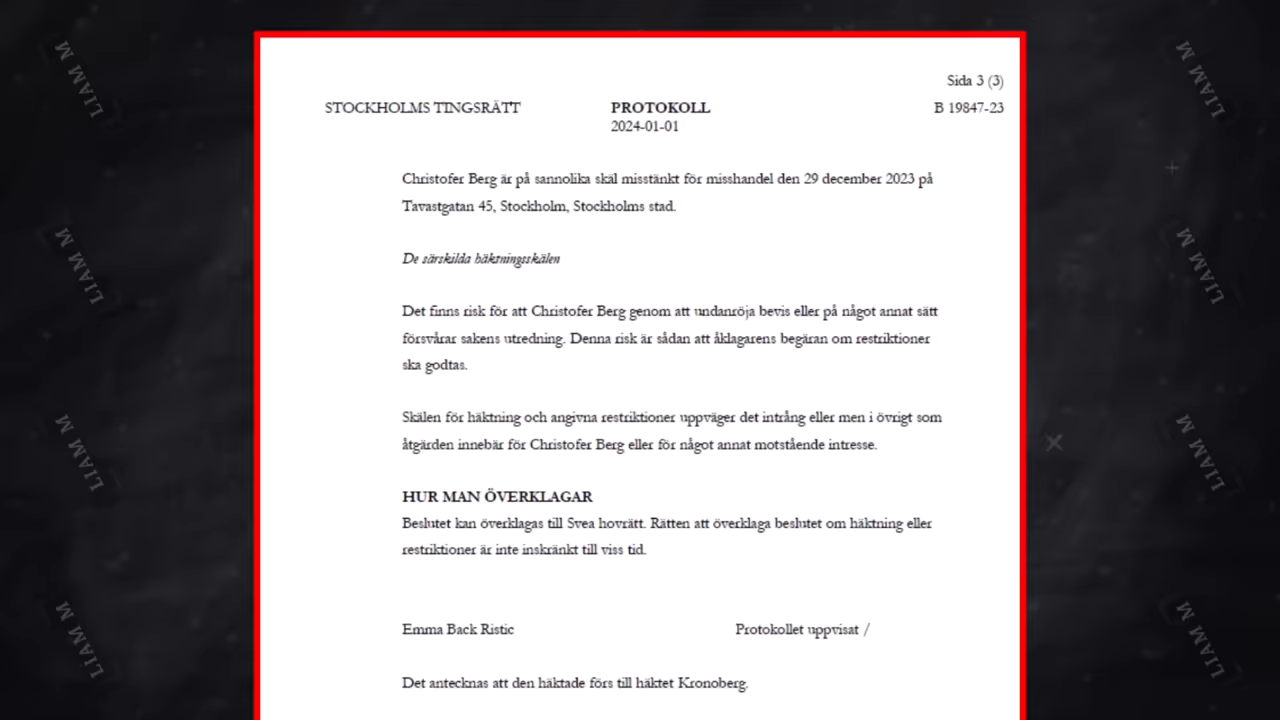 Sida 3 (3)
STOCKHOLMS TINGSRÄTT PROTOKOLL B 19847-23
2024-01-01
Christofer Berg är på sannolika skäl misstänkt för misshandel den 29 december 2023 på
Tavastgatan 45, Stockholm, Stockholms stad.
De särskilda häktningsskälen
Det finns risk för att Christofer Berg genom att undanröja bevis eller på något annat sätt
försvårar sakens utredning. Denna risk är sådan att åklagarens begäran om restriktioner
ska godtas.
Skälen för häktning och angivna restriktioner uppväger det intrång eller men i övrigt som
åtgärden innebär för Christofer Berg eller för något annat motstående intresse.
HUR MAN ÖVERKLAGAR
Beslutet kan överklagas till Svea hovrätt. Rätten att överklaga beslutet om häktning eller
restriktioner är inte inskränkt till viss tid.
Emma Back Ristic Protokollet uppvisat /
Det antecknas att den häktade förs till häktet Kronoberg.
LIAM M
LIAM M
LIAM M
LIAM M
LIAM M
LIAM M
LIAM M
LIAM M